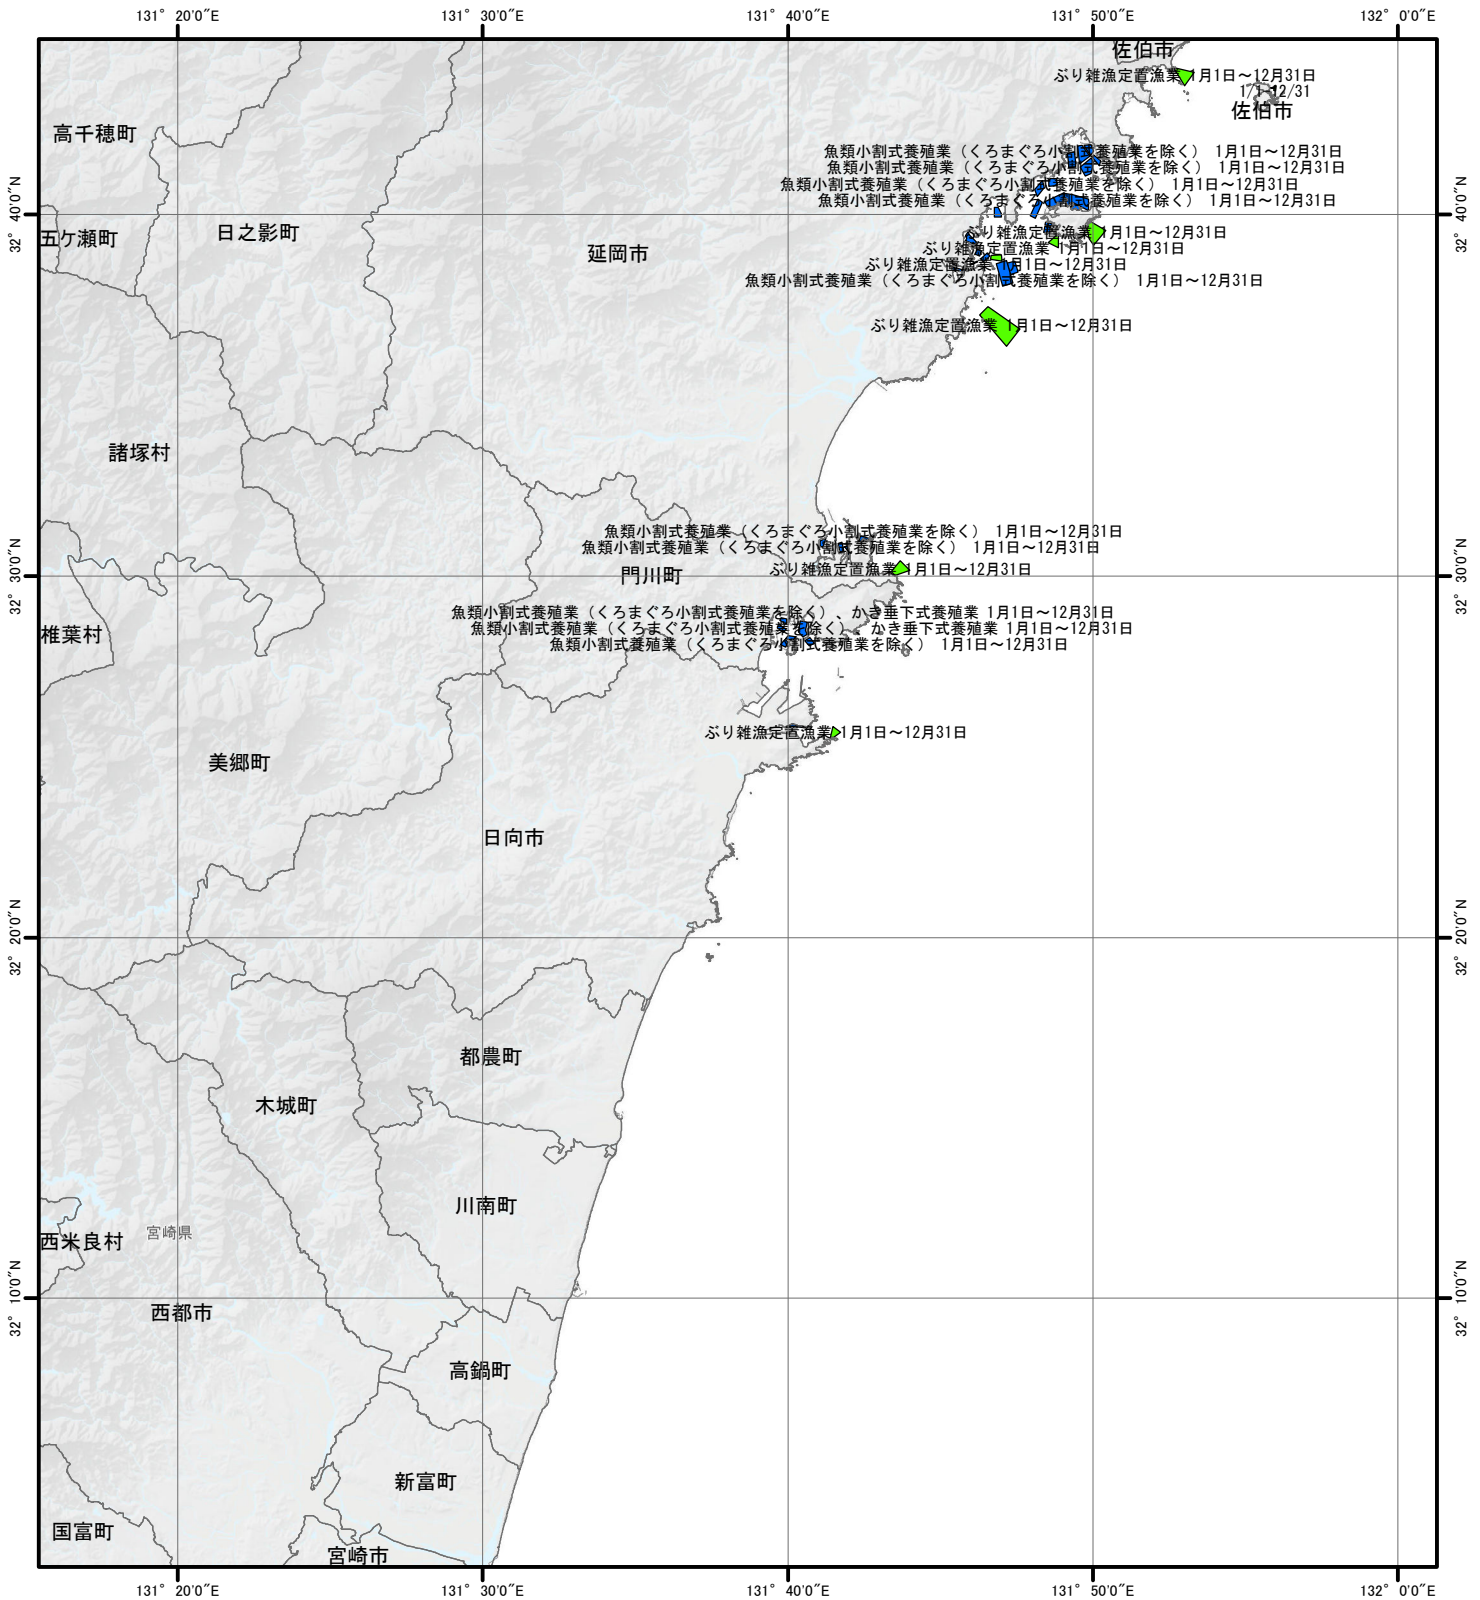 131° 20'0"E
131° 30'0"E
131° 40'0"E
131° 50'0"E
132° 0'0"E
佐伯市
ぶり雑漁定置漁業 1月1日～12月31日
1/1~12/31
佐伯市
高千穂町
魚類小割式養殖業（くろまぐろ小割式養殖業を除く） 1月1日～12月31日
魚類小割式養殖業（くろまぐろ小割式養殖業を除く） 1月1日～12月31日
魚類小割式養殖業（くろまぐろ小割式養殖業を除く） 1月1日～12月31日
魚類小割式養殖業（くろまぐろ小割式養殖業を除く） 1月1日～12月31日
32° 40'0"N
32° 40'0"N
五ケ瀬町
日之影町
延岡市
ぶり雑漁定置漁業 1月1日～12月31日
ぶり雑漁定置漁業 1月1日～12月31日
ぶり雑漁定置漁業 1月1日～12月31日
魚類小割式養殖業（くろまぐろ小割式養殖業を除く） 1月1日～12月31日
ぶり雑漁定置漁業 1月1日～12月31日
諸塚村
魚類小割式養殖業（くろまぐろ小割式養殖業を除く） 1月1日～12月31日
魚類小割式養殖業（くろまぐろ小割式養殖業を除く） 1月1日～12月31日
ぶり雑漁定置漁業 1月1日～12月31日
門川町
32° 30'0"N
32° 30'0"N
魚類小割式養殖業（くろまぐろ小割式養殖業を除く）、かき垂下式養殖業 1月1日～12月31日
魚類小割式養殖業（くろまぐろ小割式養殖業を除く）、かき垂下式養殖業 1月1日～12月31日
魚類小割式養殖業（くろまぐろ小割式養殖業を除く） 1月1日～12月31日
椎葉村
ぶり雑漁定置漁業 1月1日～12月31日
美郷町
日向市
32° 20'0"N
32° 20'0"N
都農町
木城町
川南町
宮崎県
西米良村
32° 10'0"N
32° 10'0"N
西都市
高鍋町
新富町
国富町
宮崎市
131° 20'0"E
131° 30'0"E
131° 40'0"E
131° 50'0"E
132° 0'0"E